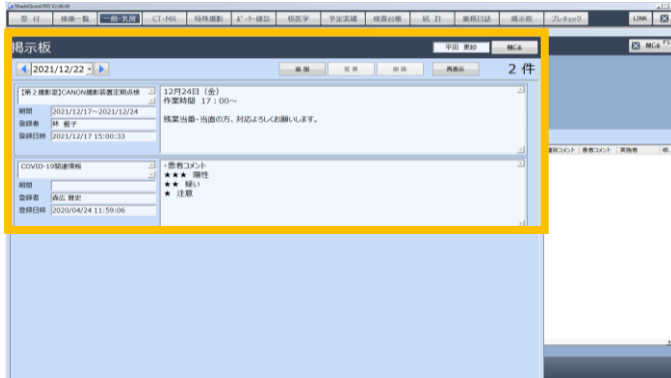 ShadeQuest/RIS V2.06.00
受 付 検像一覧 一般・乳房 CT・MR 特殊撮影 ﾎﾟｰﾀ・健診 核医学 予定実績 検査台帳 統 計 業務日誌 掲示板 プレチェック LINK
掲示板 閉じる
閉じる
2021/12/22 追 加 変 更 削 除 再表示 2 件
【第２撮影室】CANON撮影装置定期点検
期間 2021/12/17～2021/12/24
登録者
登録日時 2021/12/17 15:00:33
12月24日（金）
作業時間 17：00～
残業当番・当直の方、対応よろしくお願いします。
COVID-19関連情報
期間
登録者
登録日時 2020/04/24 11:59:06
・患者コメント
★★★ 陽性
★★ 疑い
★ 注意
患者コメント 実施者